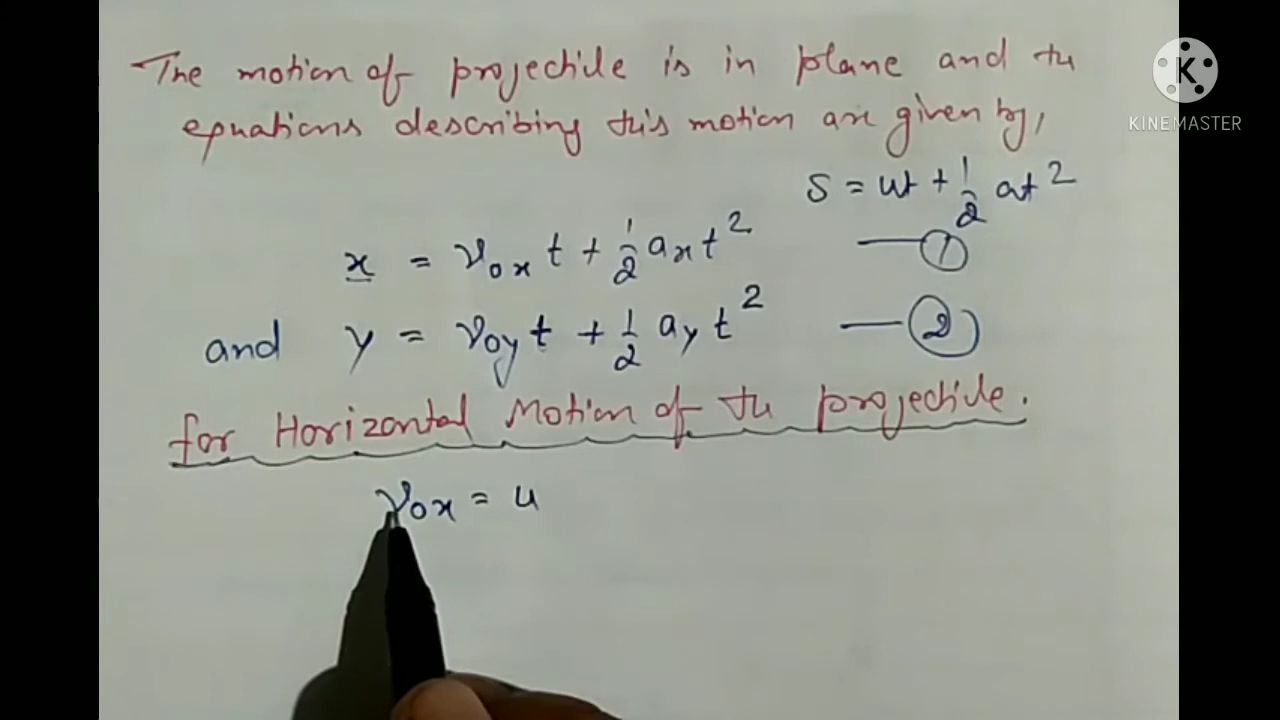 The motion of projectile is in plane and the
equations describing this motion are given by,
S = ut + 1/2 at²
x = v₀ₓ t + 1/2 aₓ t² —①
and y = v₀y t + 1/2 ay t² —②
for Horizontal Motion of the projectile.
v₀ₓ = u
K
KINEMASTER